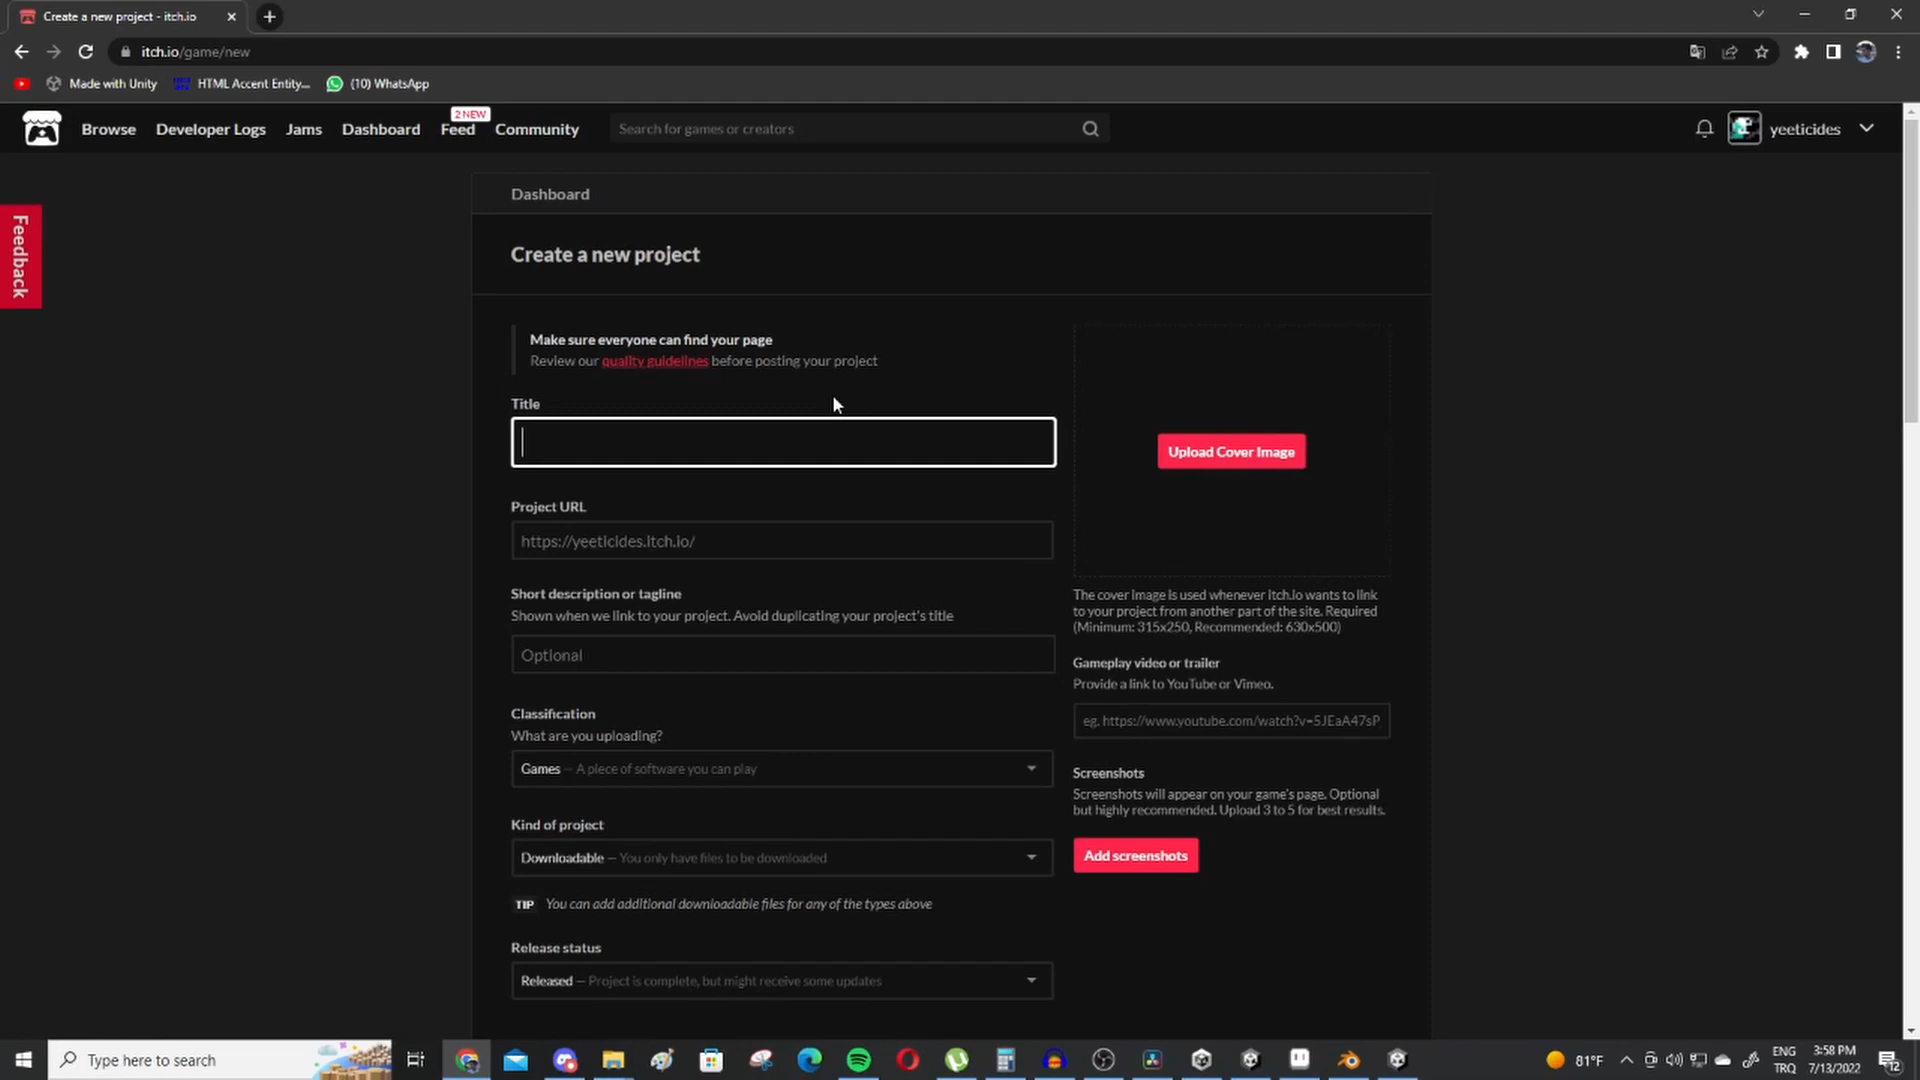 Create a new project - itch.io
itch.io/game/new
Made with Unity
HTML Accent Entity...
(10) WhatsApp
Browse
Developer Logs
Jams
Dashboard
2 NEW
Feed
Community
Search for games or creators
yeeticides
Feedback
Dashboard
Create a new project
Make sure everyone can find your page
Review our quality guidelines before posting your project
Title
Project URL
https://yeeticides.itch.io/
Short description or tagline
Shown when we link to your project. Avoid duplicating your project's title
Optional
Classification
What are you uploading?
Games — A piece of software you can play
Kind of project
Downloadable — You only have files to be downloaded
TIP You can add additional downloadable files for any of the types above
Release status
Released — Project is complete, but might receive some updates
Upload Cover Image
The cover image is used whenever itch.io wants to link
to your project from another part of the site. Required
(Minimum: 315x250, Recommended: 630x500)
Gameplay video or trailer
Provide a link to YouTube or Vimeo.
eg. https://www.youtube.com/watch?v=5JEaA47sP
Screenshots
Screenshots will appear on your game's page. Optional
but highly recommended. Upload 3 to 5 for best results.
Add screenshots
Type here to search
81°F
ENG
TRQ
3:58 PM
7/13/2022
12